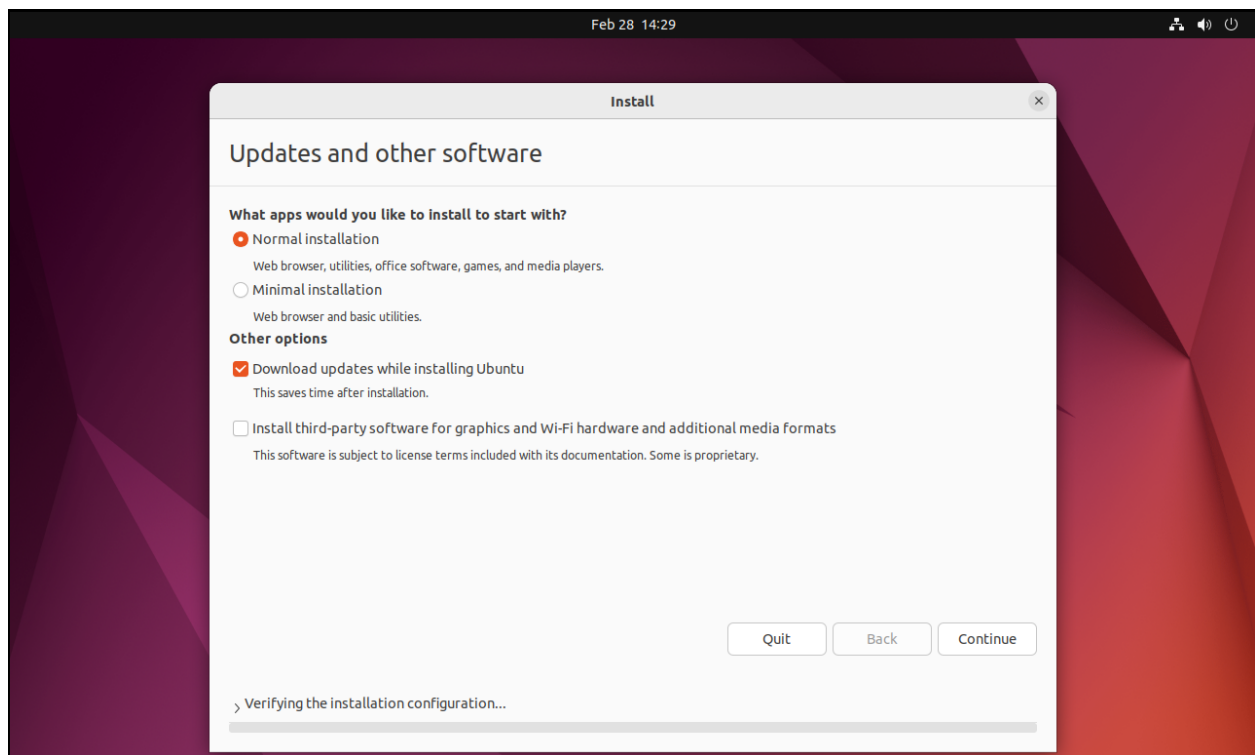 Feb 28 14:29
Install
Updates and other software
What apps would you like to install to start with?
Normal installation
Web browser, utilities, office software, games, and media players.
Minimal installation
Web browser and basic utilities.
Other options
Download updates while installing Ubuntu
This saves time after installation.
Install third-party software for graphics and Wi-Fi hardware and additional media formats
This software is subject to license terms included with its documentation. Some is proprietary.
Quit Back Continue
Verifying the installation configuration...